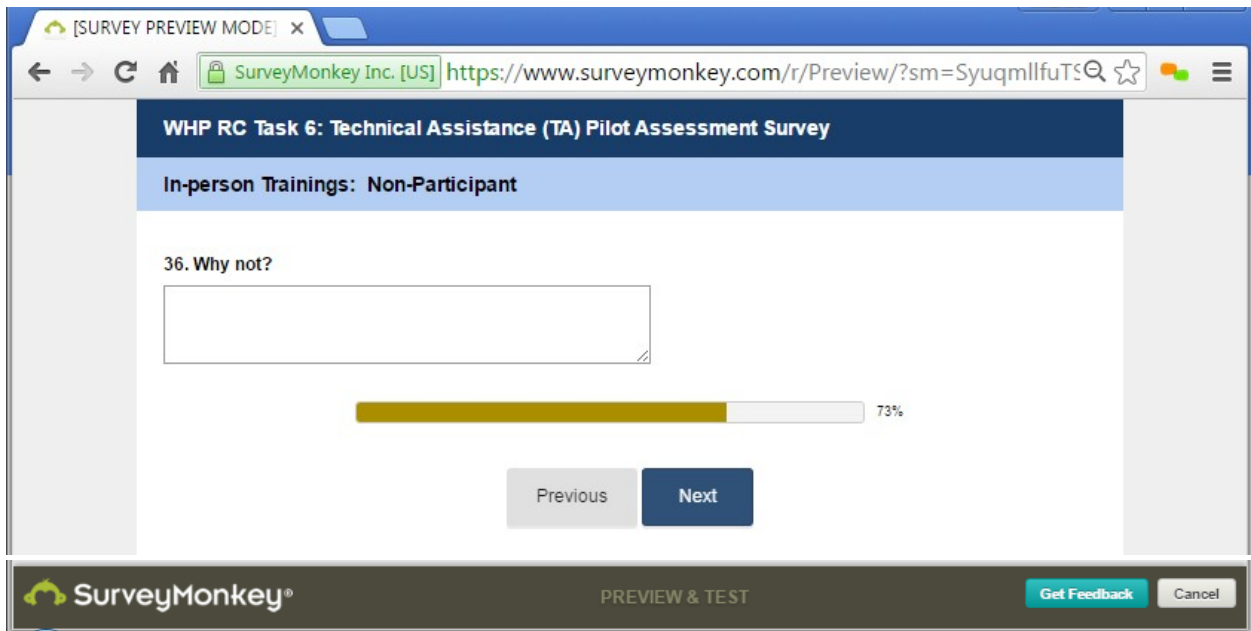 [SURVEY PREVIEW MODE]
SurveyMonkey Inc. [US] https://www.surveymonkey.com/r/Preview/?sm=SyuqmllfuTS
WHP RC Task 6: Technical Assistance (TA) Pilot Assessment Survey
In-person Trainings: Non-Participant
36. Why not?
73%
Previous Next
SurveyMonkey® PREVIEW & TEST Get Feedback Cancel